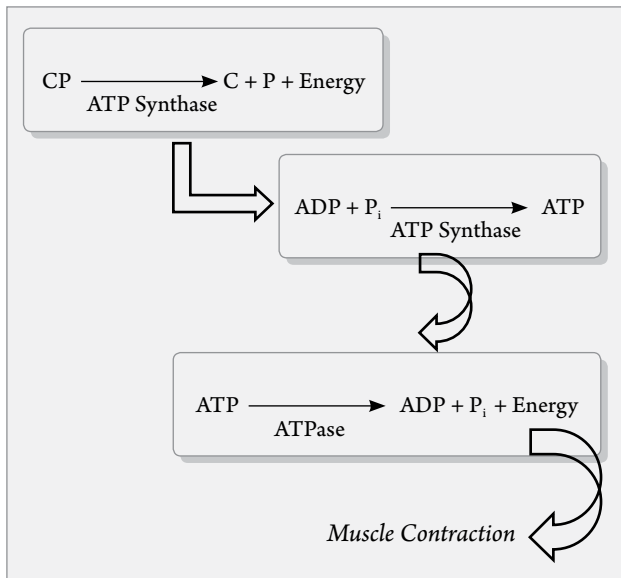 CP → C + P + Energy
ATP Synthase
ADP + Pᵢ → ATP
ATP Synthase
ATP → ADP + Pᵢ + Energy
ATPase
Muscle Contraction